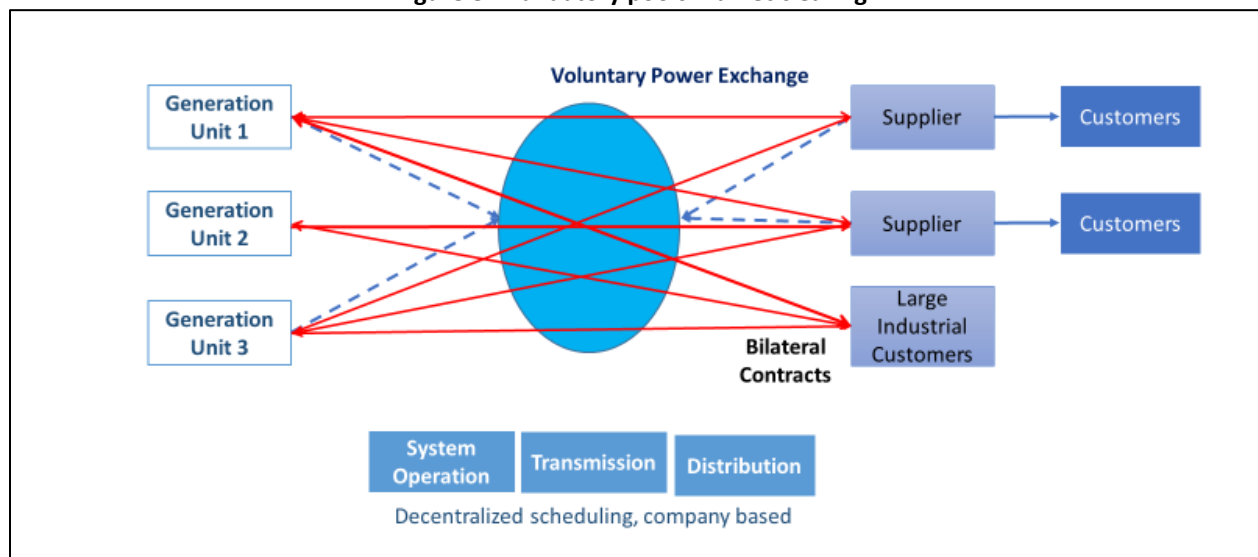 Voluntary Power Exchange
Generation
Unit 1
Supplier
Customers
Generation
Unit 2
Supplier
Customers
Generation
Unit 3
Large
Industrial
Customers
Bilateral
Contracts
System
Operation
Transmission
Distribution
Decentralized scheduling, company based